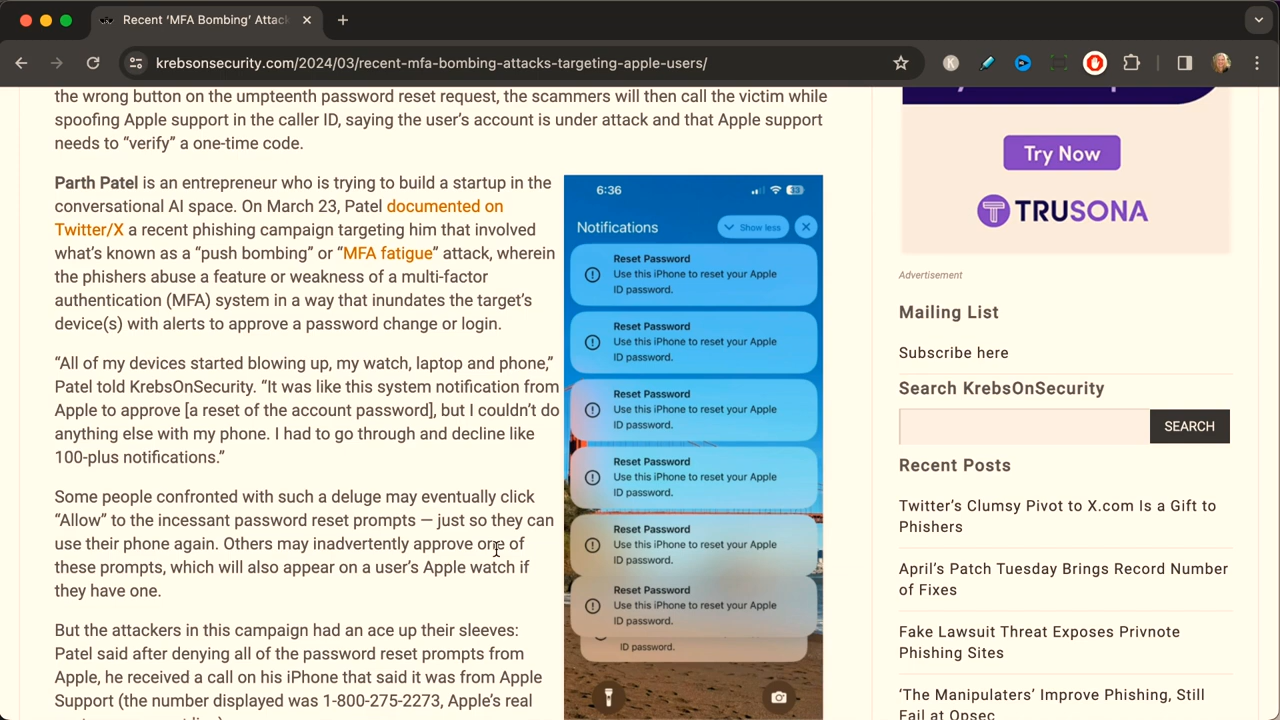 Recent ‘MFA Bombing’ Attack
krebsonsecurity.com/2024/03/recent-mfa-bombing-attacks-targeting-apple-users/
the wrong button on the umpteenth password reset request, the scammers will then call the victim while
spoofing Apple support in the caller ID, saying the user’s account is under attack and that Apple support
needs to “verify” a one-time code.
Parth Patel is an entrepreneur who is trying to build a startup in the
conversational AI space. On March 23, Patel documented on
Twitter/X a recent phishing campaign targeting him that involved
what’s known as a “push bombing” or “MFA fatigue” attack, wherein
the phishers abuse a feature or weakness of a multi-factor
authentication (MFA) system in a way that inundates the target’s
device(s) with alerts to approve a password change or login.
“All of my devices started blowing up, my watch, laptop and phone,”
Patel told KrebsOnSecurity. “It was like this system notification from
Apple to approve [a reset of the account password], but I couldn’t do
anything else with my phone. I had to go through and decline like
100-plus notifications.”
Some people confronted with such a deluge may eventually click
“Allow” to the incessant password reset prompts — just so they can
use their phone again. Others may inadvertently approve one of
these prompts, which will also appear on a user’s Apple watch if
they have one.
But the attackers in this campaign had an ace up their sleeves:
Patel said after denying all of the password reset prompts from
Apple, he received a call on his iPhone that said it was from Apple
Support (the number displayed was 1-800-275-2273, Apple’s real
6:36
33
Notifications
Show less
Reset Password
Use this iPhone to reset your Apple
ID password.
Reset Password
Use this iPhone to reset your Apple
ID password.
Reset Password
Use this iPhone to reset your Apple
ID password.
Reset Password
Use this iPhone to reset your Apple
ID password.
Reset Password
Use this iPhone to reset your Apple
ID password.
Reset Password
Use this iPhone to reset your Apple
ID password.
ID password.
Try Now
TRUSONA
Advertisement
Mailing List
Subscribe here
Search KrebsOnSecurity
SEARCH
Recent Posts
Twitter’s Clumsy Pivot to X.com Is a Gift to
Phishers
April’s Patch Tuesday Brings Record Number
of Fixes
Fake Lawsuit Threat Exposes Privnote
Phishing Sites
‘The Manipulaters’ Improve Phishing, Still
Fail at Opsec